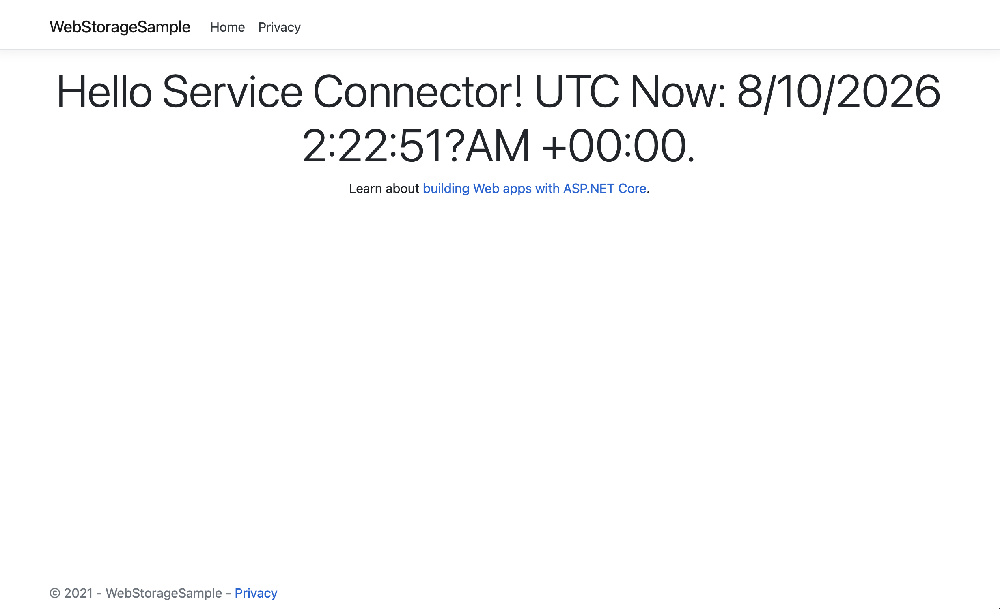 WebStorageSample Home Privacy
Hello Service Connector! UTC Now: 8/10/2026
2:22:51?AM +00:00.
Learn about building Web apps with ASP.NET Core.
© 2021 - WebStorageSample - Privacy